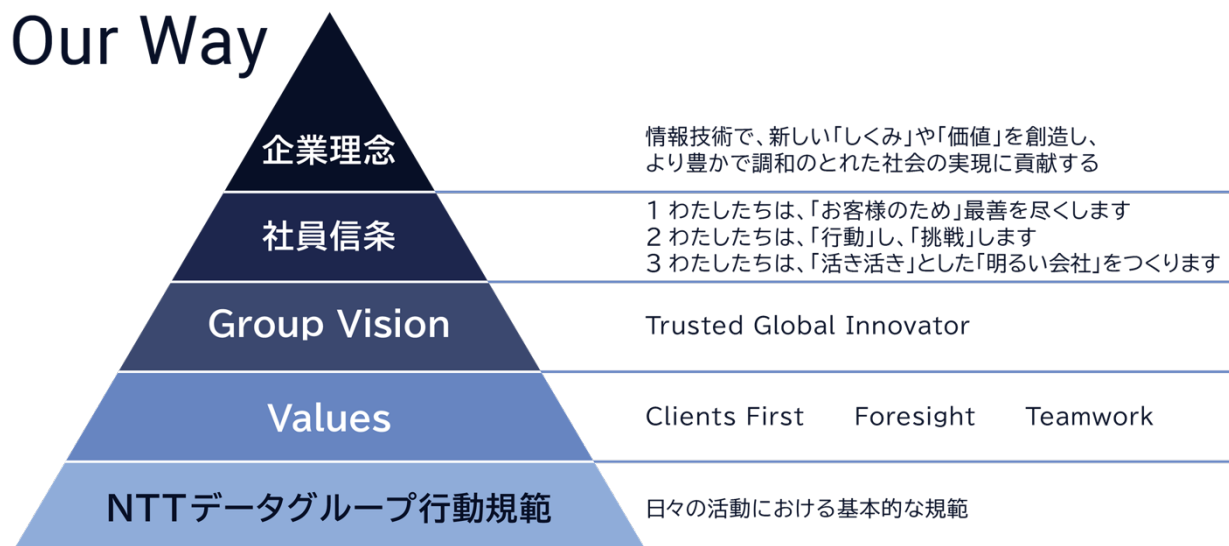 Our Way
企業理念
情報技術で、新しい「しくみ」や「価値」を創造し、
より豊かで調和のとれた社会の実現に貢献する
社員信条
1 わたしたちは、「お客様のため」最善を尽くします
2 わたしたちは、「行動」し、「挑戦」します
3 わたしたちは、「活き活き」とした「明るい会社」をつくります
Group Vision
Trusted Global Innovator
Values
Clients First Foresight Teamwork
NTTデータグループ行動規範
日々の活動における基本的な規範